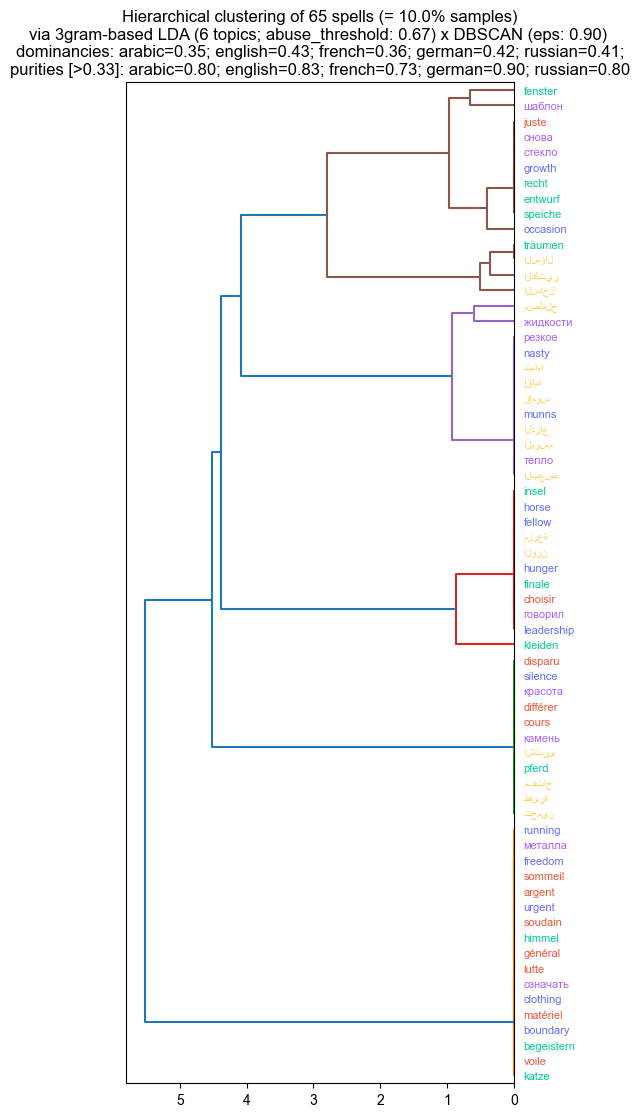 Hierarchical clustering of 65 spells (= 10.0% samples)
via 3gram-based LDA (6 topics; abuse_threshold: 0.67) x DBSCAN (eps: 0.90)
dominancies: arabic=0.35; english=0.43; french=0.36; german=0.42; russian=0.41;
purities [>0.33]: arabic=0.80; english=0.83; french=0.73; german=0.90; russian=0.80
fenster
шаблон
juste
снова
стекло
growth
recht
entwurf
speiche
occasion
träumen
السؤال
الكثير
الساحل
مصطلح
жидкости
резкое
nasty
تماما
اقامة
قاموس
munns
الذراع
الموسم
тепло
البعض
insel
horse
fellow
مزرعة
الوزن
hunger
finale
choisir
говорил
leadership
kleiden
disparu
silence
красота
différer
cours
камень
اشترى
pferd
مفتاح
طائرة
تخمين
running
металла
freedom
sommeil
argent
urgent
soudain
himmel
général
lutte
означать
clothing
matériel
boundary
begeistern
voile
katze
5 4 3 2 1 0